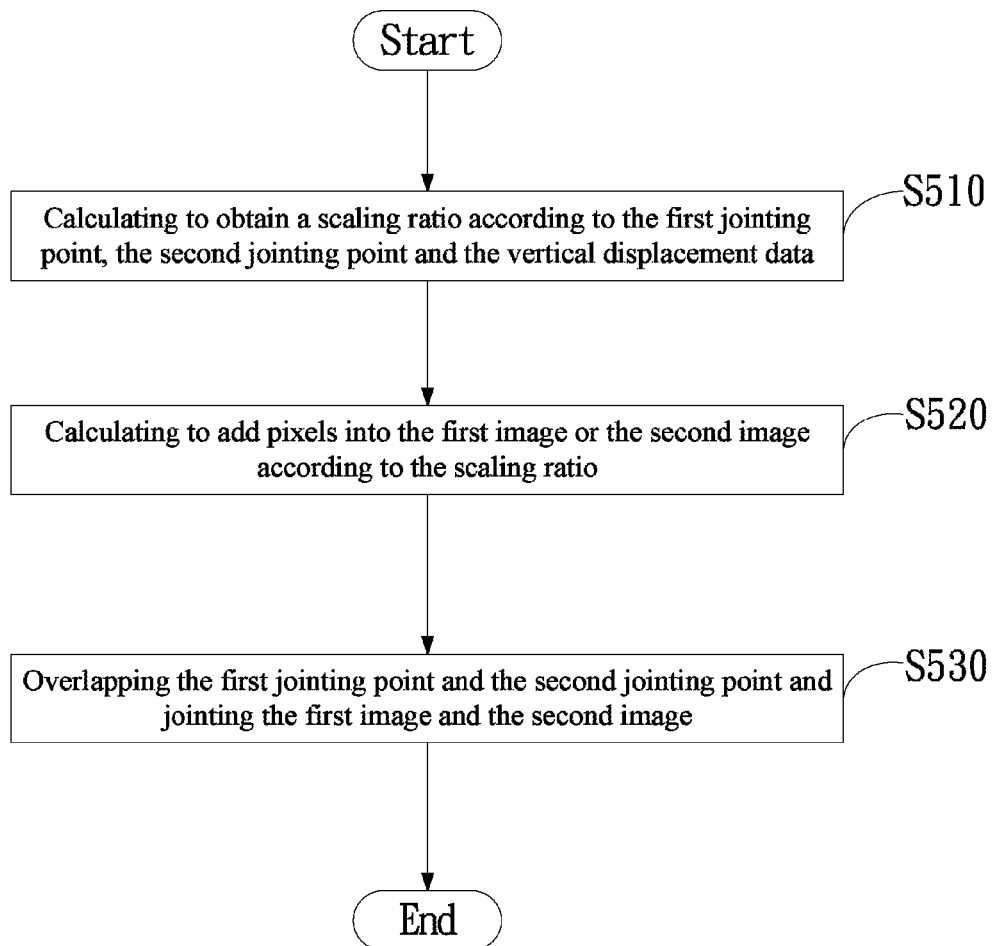 Start
S510
Calculating to obtain a scaling ratio according to the first jointing
point, the second jointing point and the vertical displacement data
S520
Calculating to add pixels into the first image or the second image
according to the scaling ratio
S530
Overlapping the first jointing point and the second jointing point and
jointing the first image and the second image
End